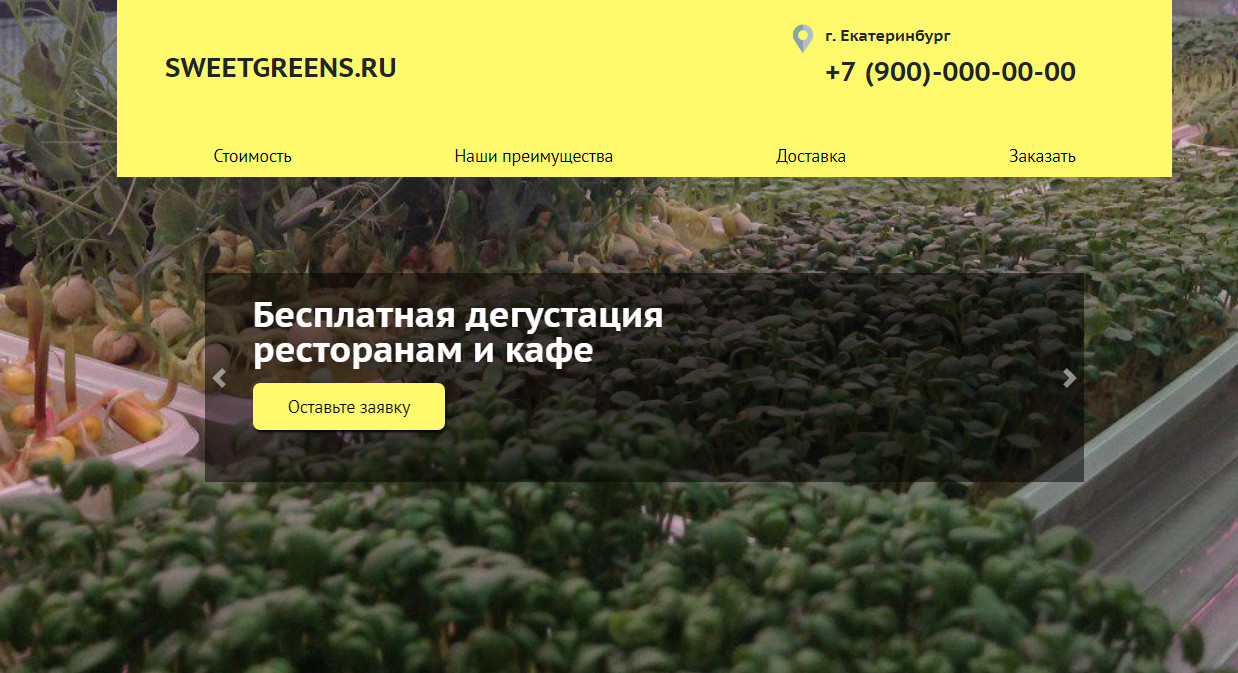 SWEETGREENS.RU
г. Екатеринбург
+7 (900)-000-00-00
Стоимость
Наши преимущества
Доставка
Заказать
Бесплатная дегустация
ресторанам и кафе
Оставьте заявку